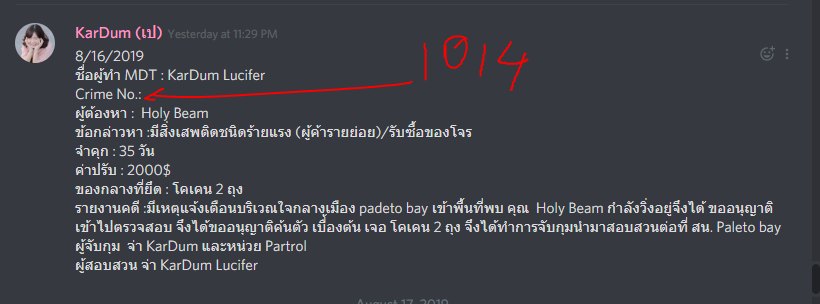 KarDum (เป) Yesterday at 11:29 PM
8/16/2019
ชื่อผู้ทำ MDT : KarDum Lucifer
Crime No.: 1014
ผู้ต้องหา : Holy Beam
ข้อกล่าวหา :มีสิ่งเสพติดชนิดร้ายแรง (ผู้ค้ารายย่อย)/รับซื้อของโจร
จำคุก : 35 วัน
ค่าปรับ : 2000$
ของกลางที่ยึด : โคเคน 2 ถุง
รายงานคดี :มีเหตุแจ้งเตือนบริเวณใจกลางเมือง padeto bay เข้าพื้นที่พบ คุณ Holy Beam กำลังวิ่งอยู่จึงได้ ขออนุญาติ
เข้าไปตรวจสอบ จึงได้ขออนุญาติค้นตัว เบื้องต้น เจอ โคเคน 2 ถุง จึงได้ทำการจับกุมนำมาสอบสวนต่อที่ สน. Paleto bay
ผู้จับกุม จ่า KarDum และหน่วย Partrol
ผู้สอบสวน จ่า KarDum Lucifer
August 17, 2019